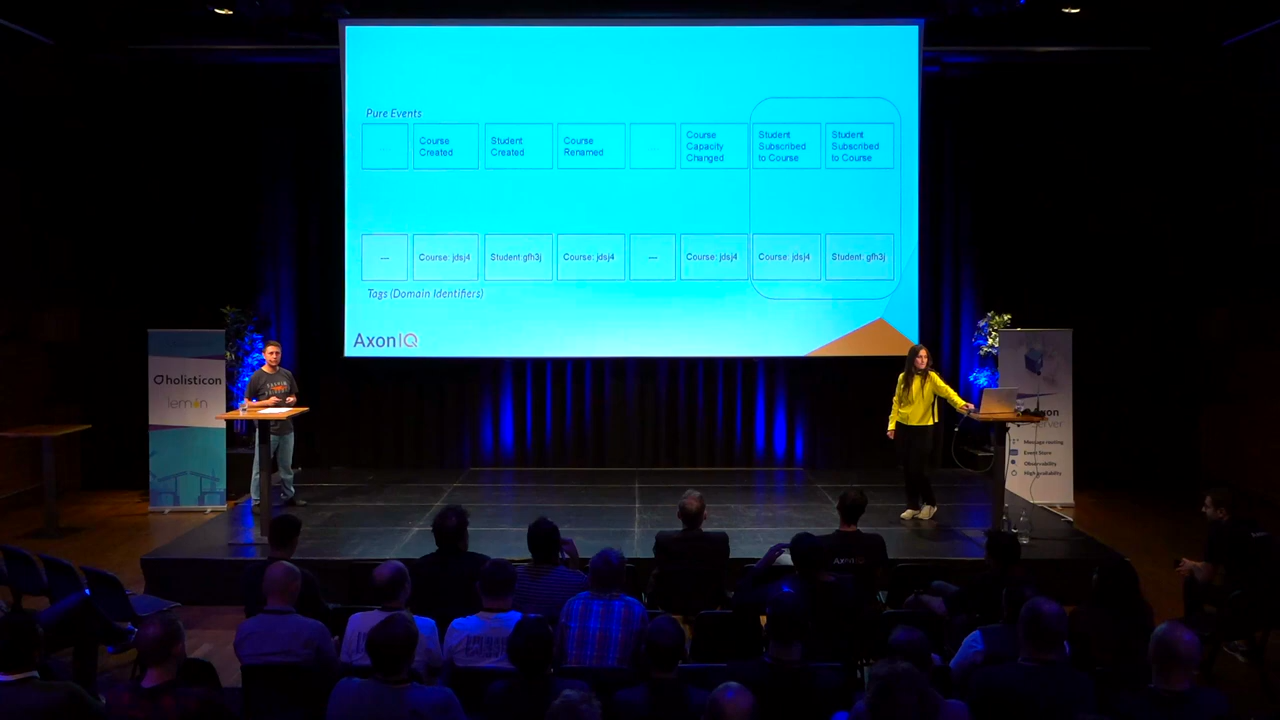 Pure Events
Course
Created
Student
Created
Course
Renamed
Course
Capacity
Changed
Student
Subscribed
to Course
Student
Subscribed
to Course
---
Course: jdsj4
Student:gfh3j
Course: jdsj4
---
Course: jdsj4
Course: jdsj4
Student: gfh3j
Tags (Domain Identifiers)
AxonIQ
holisticon
lernon
Message routing
Event Store
Observability
High availability
AxonIQ